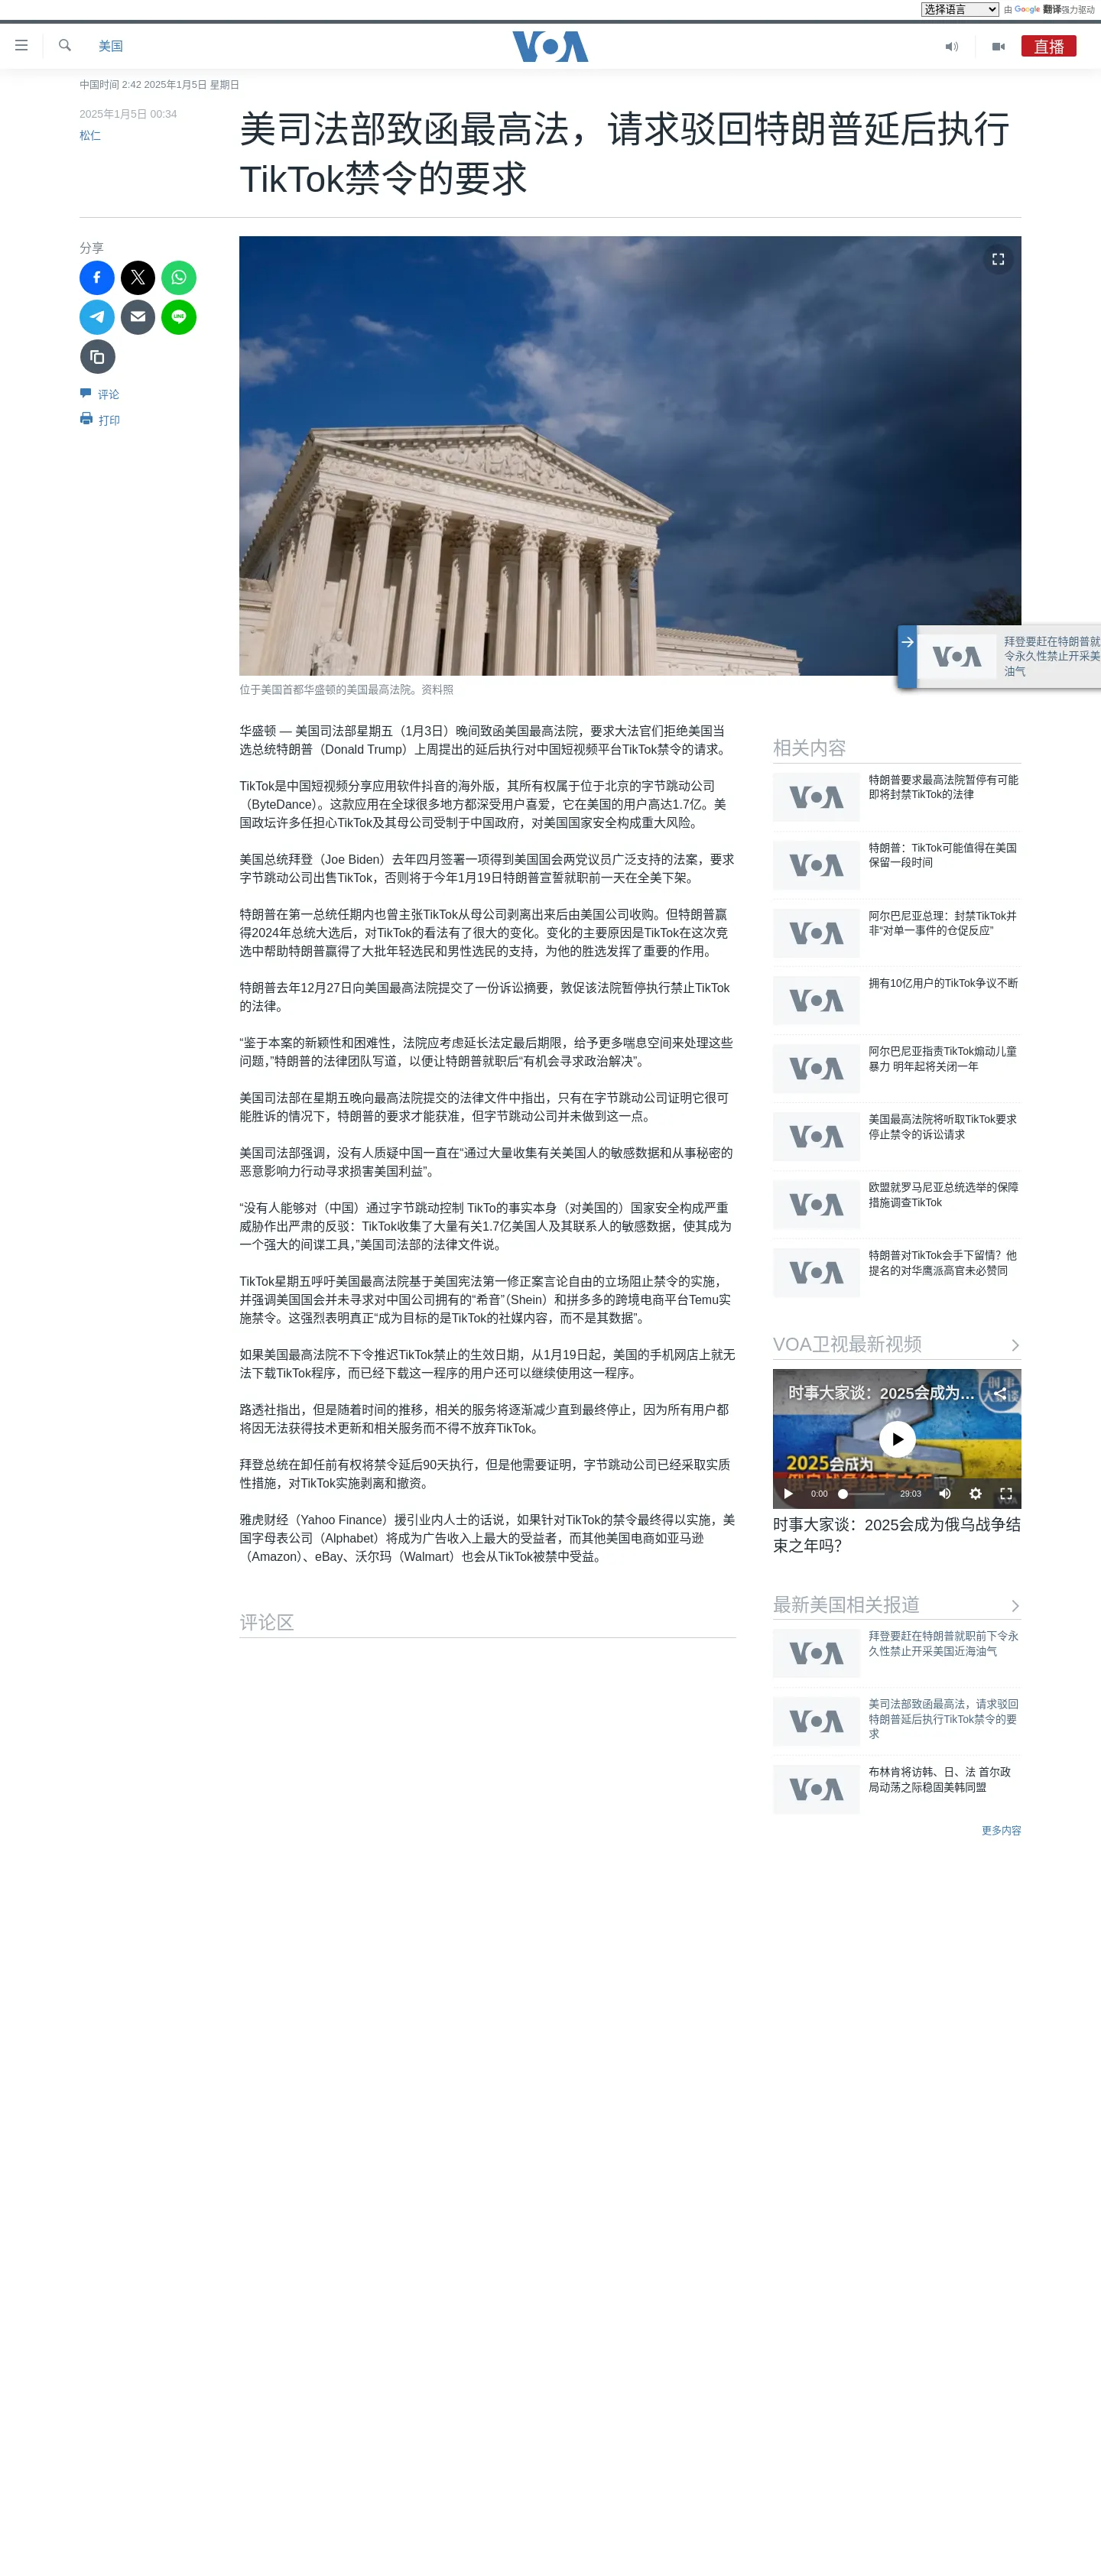 选择语言
由 Google 翻译强力驱动
美国
VOA
直播
中国时间 2:42 2025年1月5日 星期日
2025年1月5日 00:34
松仁
美司法部致函最高法，请求驳回特朗普延后执行
TikTok禁令的要求
分享
评论
打印
位于美国首都华盛顿的美国最高法院。资料照
拜登要赶在特朗普就
令永久性禁止开采美
油气
华盛顿 — 美国司法部星期五（1月3日）晚间致函美国最高法院，要求大法官们拒绝美国当
选总统特朗普（Donald Trump）上周提出的延后执行对中国短视频平台TikTok禁令的请求。
TikTok是中国短视频分享应用软件抖音的海外版，其所有权属于位于北京的字节跳动公司
（ByteDance）。这款应用在全球很多地方都深受用户喜爱，它在美国的用户高达1.7亿。美
国政坛许多任担心TikTok及其母公司受制于中国政府，对美国国家安全构成重大风险。
美国总统拜登（Joe Biden）去年四月签署一项得到美国国会两党议员广泛支持的法案，要求
字节跳动公司出售TikTok，否则将于今年1月19日特朗普宣誓就职前一天在全美下架。
特朗普在第一总统任期内也曾主张TikTok从母公司剥离出来后由美国公司收购。但特朗普赢
得2024年总统大选后，对TikTok的看法有了很大的变化。变化的主要原因是TikTok在这次竞
选中帮助特朗普赢得了大批年轻选民和男性选民的支持，为他的胜选发挥了重要的作用。
特朗普去年12月27日向美国最高法院提交了一份诉讼摘要，敦促该法院暂停执行禁止TikTok
的法律。
“鉴于本案的新颖性和困难性，法院应考虑延长法定最后期限，给予更多喘息空间来处理这些
问题，”特朗普的法律团队写道，以便让特朗普就职后“有机会寻求政治解决”。
美国司法部在星期五晚向最高法院提交的法律文件中指出，只有在字节跳动公司证明它很可
能胜诉的情况下，特朗普的要求才能获准，但字节跳动公司并未做到这一点。
美国司法部强调，没有人质疑中国一直在“通过大量收集有关美国人的敏感数据和从事秘密的
恶意影响力行动寻求损害美国利益”。
“没有人能够对（中国）通过字节跳动控制 TikTo的事实本身（对美国的）国家安全构成严重
威胁作出严肃的反驳：TikTok收集了大量有关1.7亿美国人及其联系人的敏感数据，使其成为
一个强大的间谍工具，”美国司法部的法律文件说。
TikTok星期五呼吁美国最高法院基于美国宪法第一修正案言论自由的立场阻止禁令的实施，
并强调美国国会并未寻求对中国公司拥有的“希音”（Shein）和拼多多的跨境电商平台Temu实
施禁令。这强烈表明真正“成为目标的是TikTok的社媒内容，而不是其数据”。
如果美国最高法院不下令推迟TikTok禁止的生效日期，从1月19日起，美国的手机网店上就无
法下载TikTok程序，而已经下载这一程序的用户还可以继续使用这一程序。
路透社指出，但是随着时间的推移，相关的服务将逐渐减少直到最终停止，因为所有用户都
将因无法获得技术更新和相关服务而不得不放弃TikTok。
拜登总统在卸任前有权将禁令延后90天执行，但是他需要证明，字节跳动公司已经采取实质
性措施，对TikTok实施剥离和撤资。
雅虎财经（Yahoo Finance）援引业内人士的话说，如果针对TikTok的禁令最终得以实施，美
国字母表公司（Alphabet）将成为广告收入上最大的受益者，而其他美国电商如亚马逊
（Amazon）、eBay、沃尔玛（Walmart）也会从TikTok被禁中受益。
评论区
相关内容
VOA
特朗普要求最高法院暂停有可能
即将封禁TikTok的法律
VOA
特朗普：TikTok可能值得在美国
保留一段时间
VOA
阿尔巴尼亚总理：封禁TikTok并
非“对单一事件的仓促反应”
VOA
拥有10亿用户的TikTok争议不断
VOA
阿尔巴尼亚指责TikTok煽动儿童
暴力 明年起将关闭一年
VOA
美国最高法院将听取TikTok要求
停止禁令的诉讼请求
VOA
欧盟就罗马尼亚总统选举的保障
措施调查TikTok
VOA
特朗普对TikTok会手下留情？他
提名的对华鹰派高官未必赞同
VOA卫视最新视频
时事大家谈：2025会成为...
NO
2025会成为
俄乌战争结束之年吗?
0:00
29:03
时事大家谈：2025会成为俄乌战争结
束之年吗？
最新美国相关报道
VOA
拜登要赶在特朗普就职前下令永
久性禁止开采美国近海油气
VOA
美司法部致函最高法，请求驳回
特朗普延后执行TikTok禁令的要
求
VOA
布林肯将访韩、日、法 首尔政
局动荡之际稳固美韩同盟
更多内容